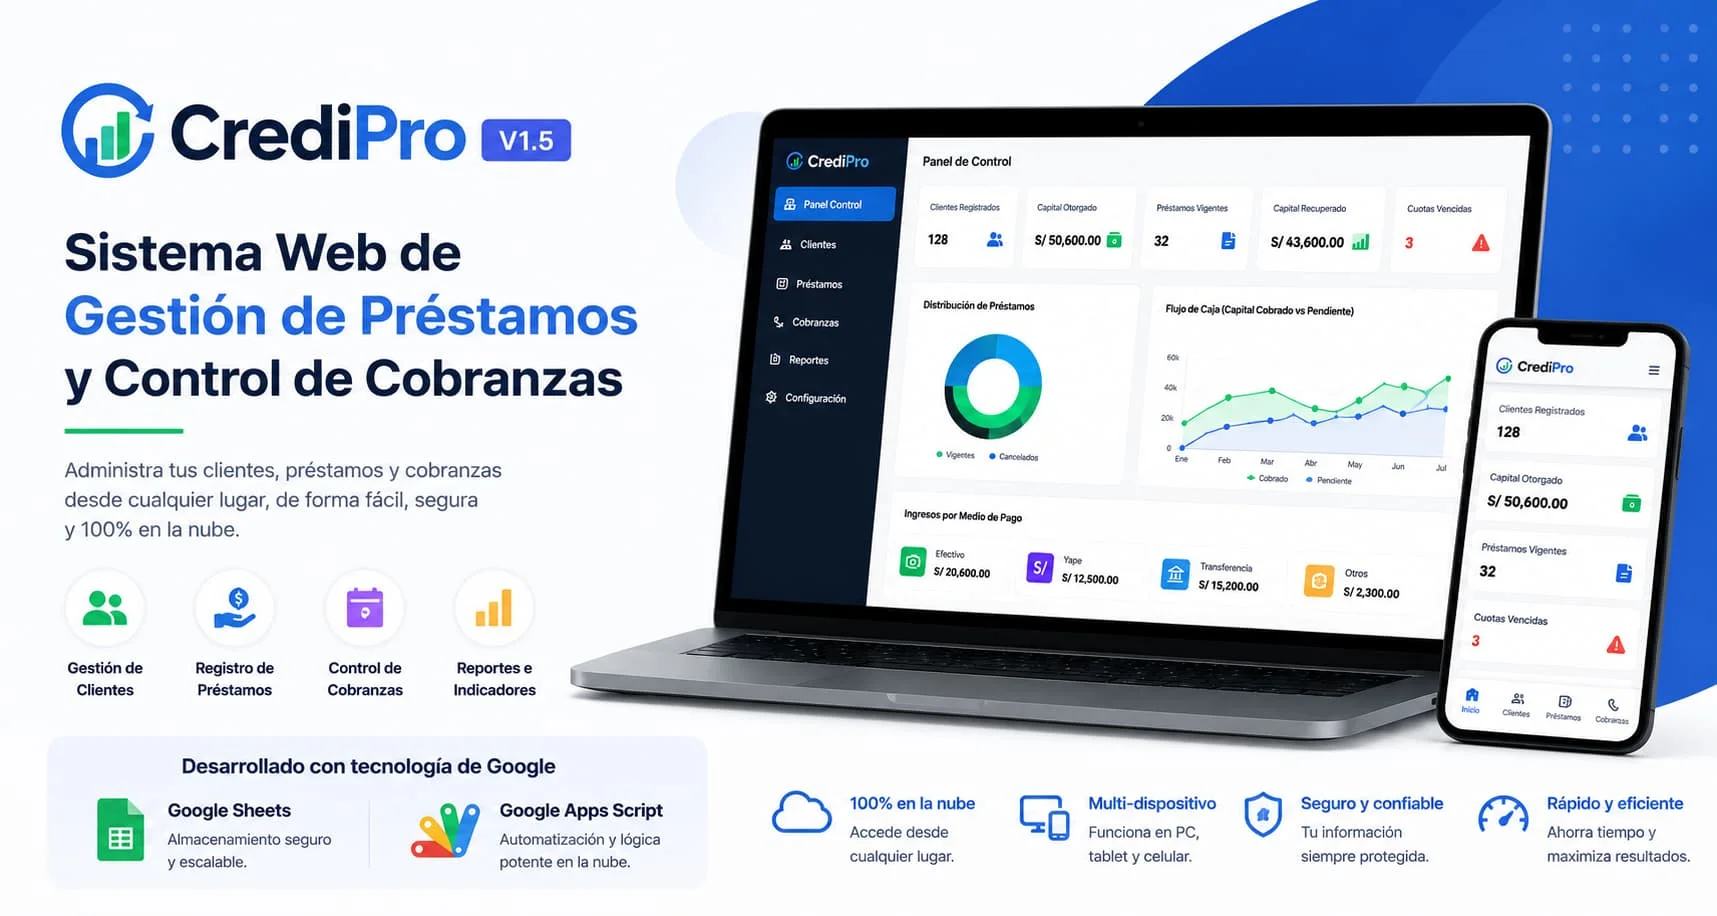 CrediPro V1.5
Sistema Web de
Gestión de Préstamos
y Control de Cobranzas
Administra tus clientes, préstamos y cobranzas
desde cualquier lugar, de forma fácil, segura
y 100% en la nube.
Gestión de
Clientes
Registro de
Préstamos
Control de
Cobranzas
Reportes e
Indicadores
Desarrollado con tecnología de Google
Google Sheets
Almacenamiento seguro
y escalable.
Google Apps Script
Automatización y lógica
potente en la nube.
CrediPro
Panel Control
Clientes
Préstamos
Cobranzas
Reportes
Configuración
Panel de Control
Clientes Registrados
128
Capital Otorgado
S/ 50,600.00
Préstamos Vigentes
32
Capital Recuperado
S/ 43,600.00
Cuotas Vencidas
3
Distribución de Préstamos
Vigentes
Cancelados
Flujo de Caja (Capital Cobrado vs Pendiente)
60k
40k
20k
0
Ene Feb Mar Abr May Jun Jul
Cobrado
Pendiente
Ingresos por Medio de Pago
Efectivo
S/ 20,600.00
S/
Yape
S/ 12,500.00
Transferencia
S/ 15,200.00
Otros
S/ 2,300.00
CrediPro
Clientes Registrados
128
Capital Otorgado
S/ 50,600.00
Préstamos Vigentes
32
Cuotas Vencidas
3
Inicio
Clientes
Préstamos
Cobranzas
100% en la nube
Accede desde
cualquier lugar.
Multi-dispositivo
Funciona en PC,
tablet y celular.
Seguro y confiable
Tu información
siempre protegida.
Rápido y eficiente
Ahorra tiempo y
maximiza resultados.